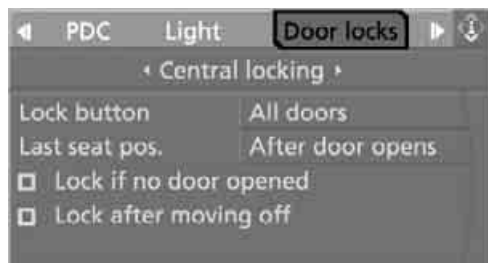 PDC Light Door locks
Central locking
Lock button All doors
Last seat pos. After door opens
Lock if no door opened
Lock after moving off